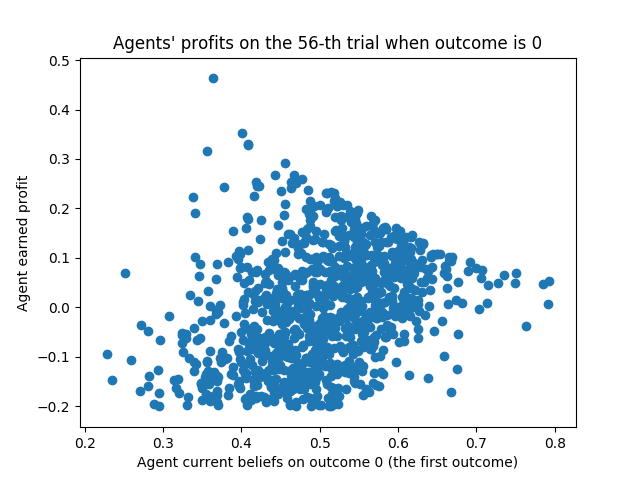 Agents' profits on the 56-th trial when outcome is 0
0.5
0.4
0.3
0.2
0.1
0.0
−0.1
−0.2
Agent earned profit
0.2 0.3 0.4 0.5 0.6 0.7 0.8
Agent current beliefs on outcome 0 (the first outcome)